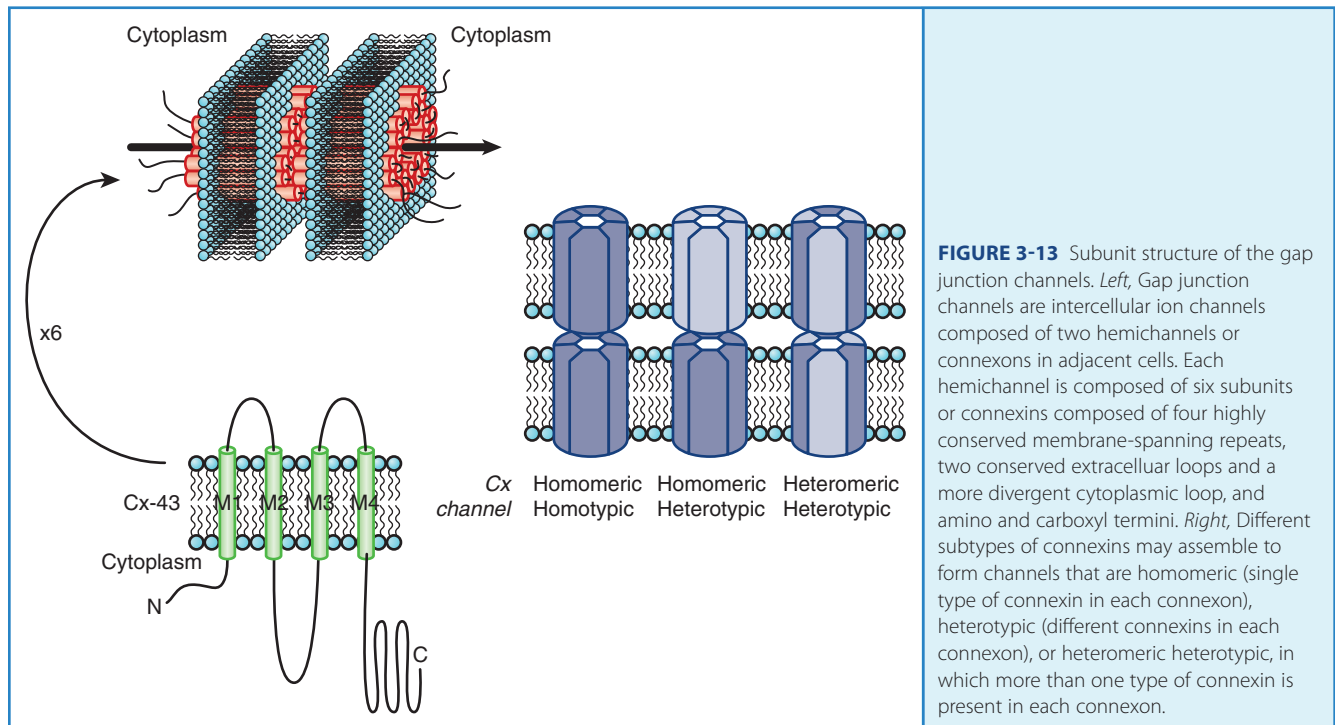 Cytoplasm
Cytoplasm
x6
Cx-43
M1 M2 M3 M4
Cytoplasm
N
C
Cx Homomeric Homomeric Heteromeric
channel Homotypic Heterotypic Heterotypic
FIGURE 3-13 Subunit structure of the gap
junction channels. Left, Gap junction
channels are intercellular ion channels
composed of two hemichannels or
connexons in adjacent cells. Each
hemichannel is composed of six subunits
or connexins composed of four highly
conserved membrane-spanning repeats,
two conserved extracelluar loops and a
more divergent cytoplasmic loop, and
amino and carboxyl termini. Right, Different
subtypes of connexins may assemble to
form channels that are homomeric (single
type of connexin in each connexon),
heterotypic (different connexins in each
connexon), or heteromeric heterotypic, in
which more than one type of connexin is
present in each connexon.